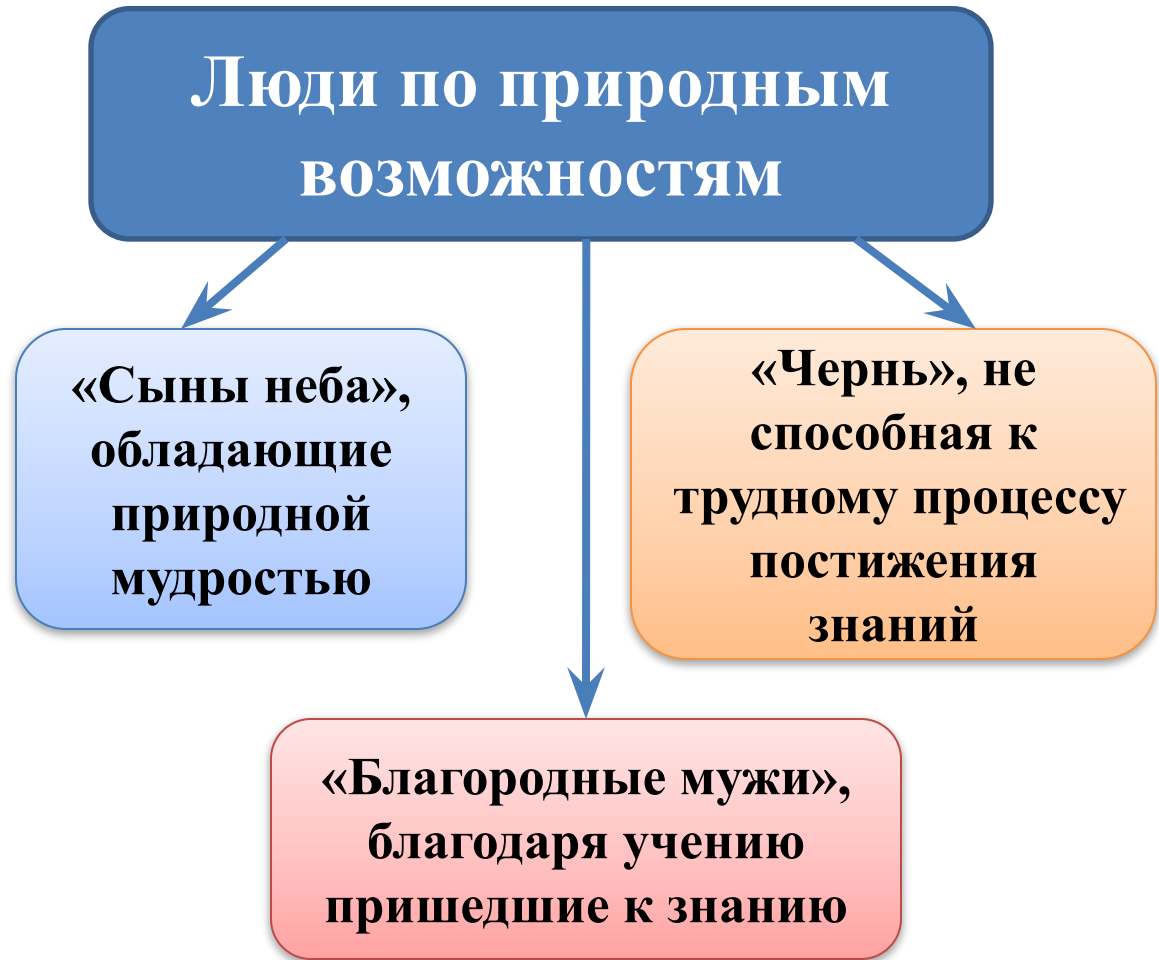 Люди по природным
возможностям
«Сыны неба»,
обладающие
природной
мудростью
«Чернь», не
способная к
трудному процессу
постижения
знаний
«Благородные мужи»,
благодаря учению
пришедшие к знанию